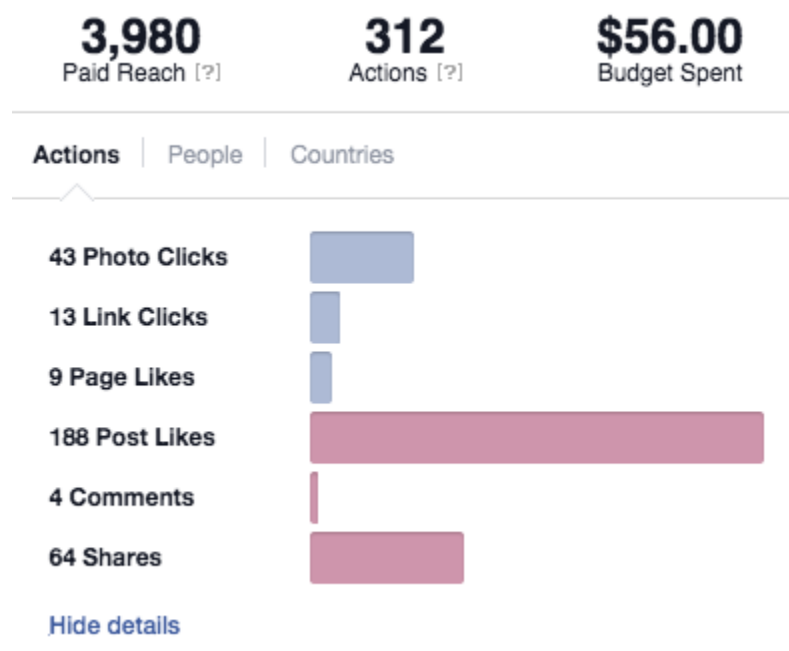 3,980 312 $56.00
Paid Reach [?] Actions [?] Budget Spent
Actions People Countries
43 Photo Clicks
13 Link Clicks
9 Page Likes
188 Post Likes
4 Comments
64 Shares
Hide details